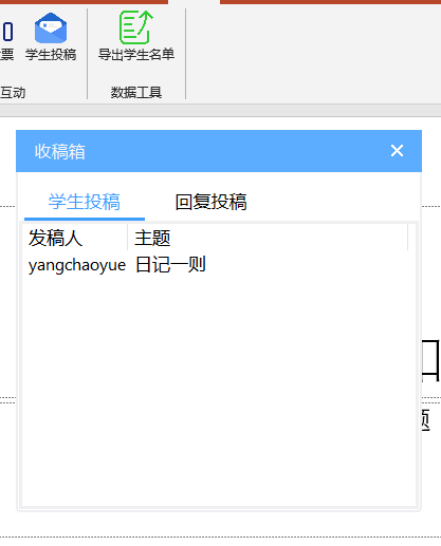 票 学生投稿 导出学生名单
互动 数据工具
收稿箱
学生投稿 回复投稿
发稿人 主题
yangchaoyue 日记一则
题